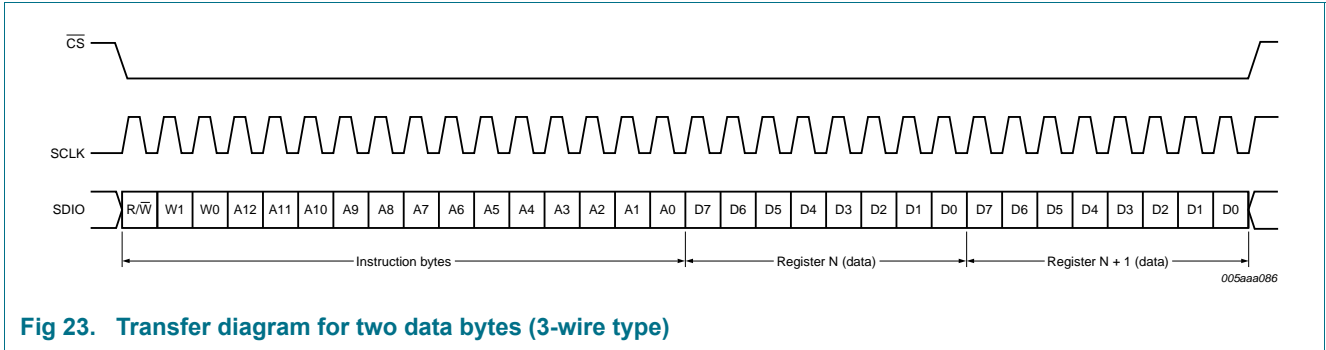 CS
SCLK
SDIO R/W W1 W0 A12 A11 A10 A9 A8 A7 A6 A5 A4 A3 A2 A1 A0 D7 D6 D5 D4 D3 D2 D1 D0 D7 D6 D5 D4 D3 D2 D1 D0
Instruction bytes Register N (data) Register N + 1 (data)
005aaa086
Fig 23. Transfer diagram for two data bytes (3-wire type)